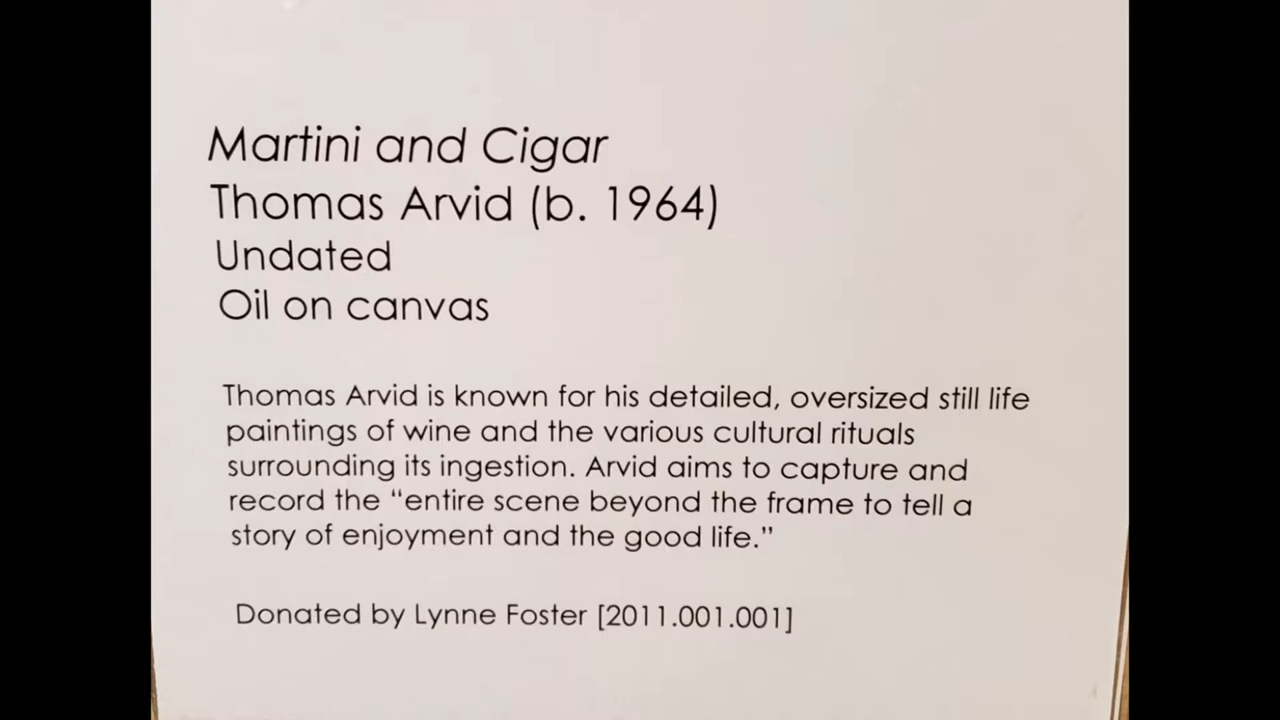 Martini and Cigar
Thomas Arvid (b. 1964)
Undated
Oil on canvas
Thomas Arvid is known for his detailed, oversized still life
paintings of wine and the various cultural rituals
surrounding its ingestion. Arvid aims to capture and
record the “entire scene beyond the frame to tell a
story of enjoyment and the good life.”
Donated by Lynne Foster [2011.001.001]